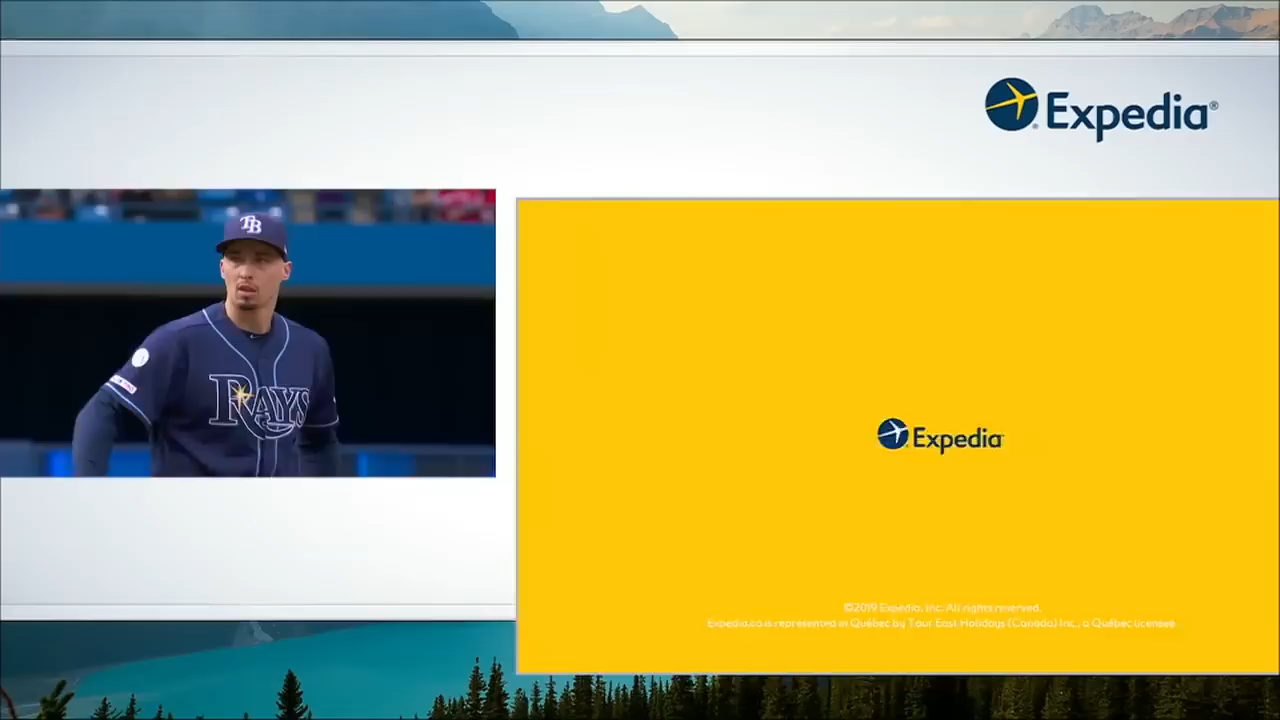 Expedia®
TB
RAYS
Expedia
©2019 Expedia, Inc. All rights reserved.
Expedia.ca is represented in Québec by Tour East Holidays (Canada) Inc., a Québec licensee.